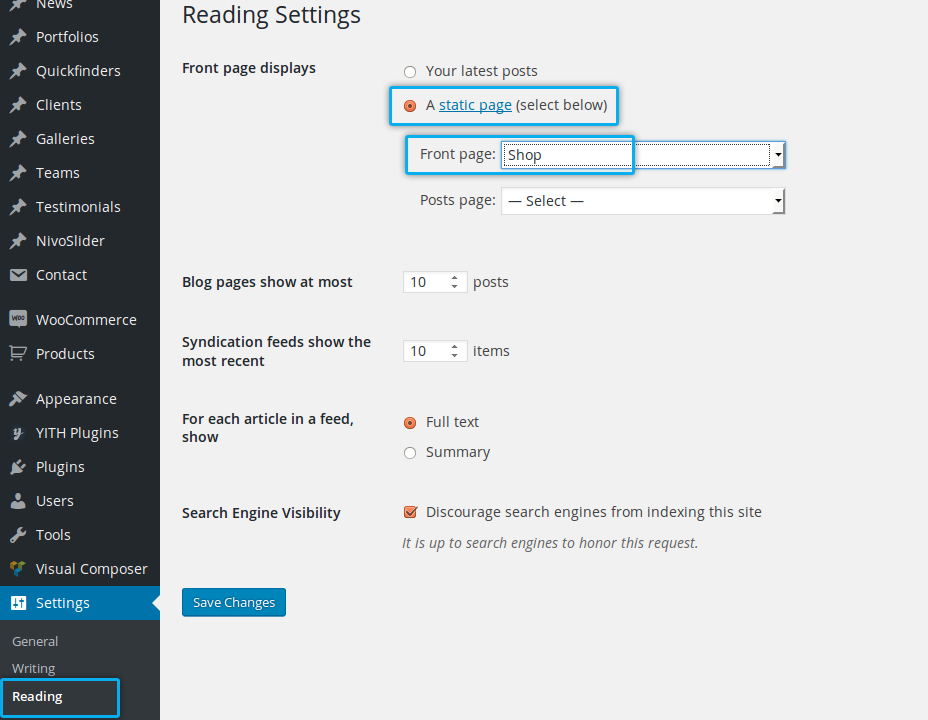 News
Portfolios
Quickfinders
Clients
Galleries
Teams
Testimonials
NivoSlider
Contact
WOO WooCommerce
Products
Appearance
YITH Plugins
Plugins
Users
Tools
Visual Composer
Settings
General
Writing
Reading
Reading Settings
Front page displays
Your latest posts
A static page (select below)
Front page: Shop
Posts page: — Select —
Blog pages show at most
10 posts
Syndication feeds show the
most recent
10 items
For each article in a feed,
show
Full text
Summary
Search Engine Visibility
Discourage search engines from indexing this site
It is up to search engines to honor this request.
Save Changes